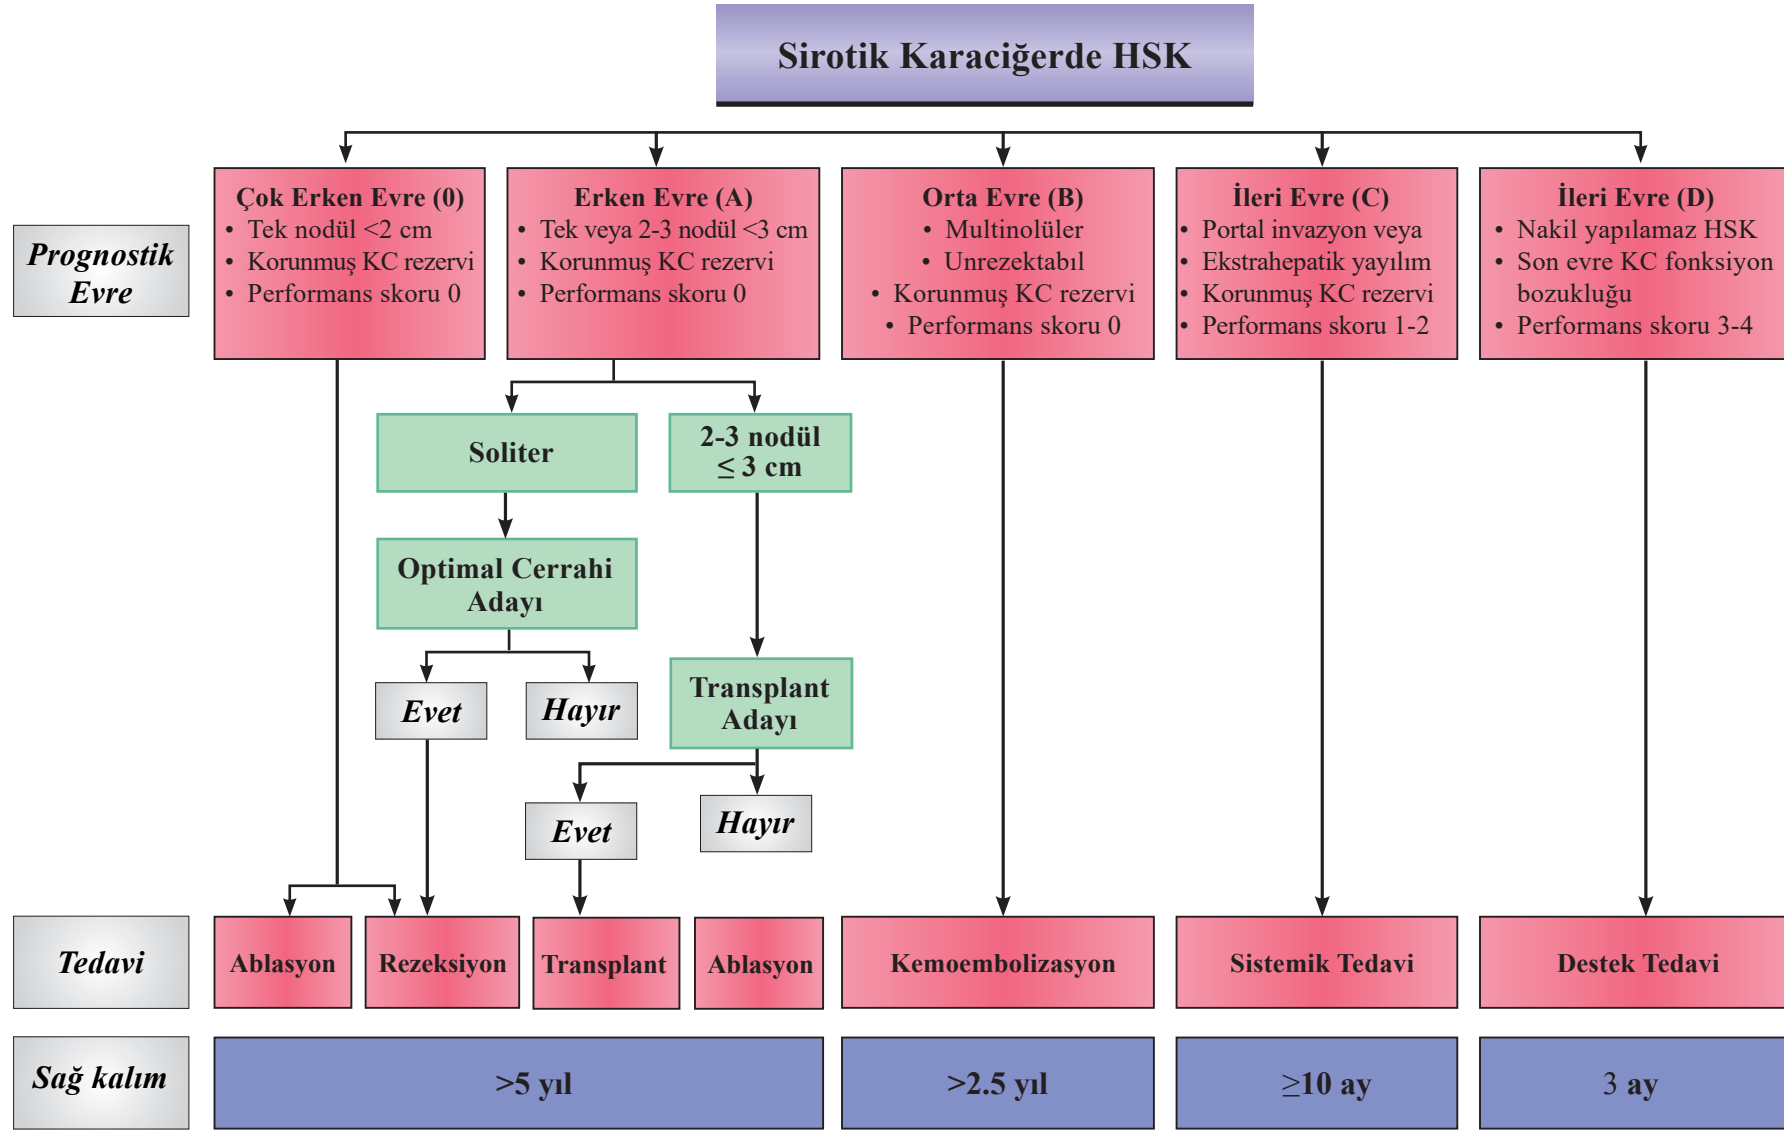 Sirotik Karaciğerde HSK
Prognostik
Evre
Çok Erken Evre (0)
• Tek nodül <2 cm
• Korunmuş KC rezervi
• Performans skoru 0
Erken Evre (A)
• Tek veya 2-3 nodül <3 cm
• Korunmuş KC rezervi
• Performans skoru 0
Orta Evre (B)
• Multinolüler
• Unrezektabıl
• Korunmuş KC rezervi
• Performans skoru 0
İleri Evre (C)
• Portal invazyon veya
• Ekstrahepatik yayılım
• Korunmuş KC rezervi
• Performans skoru 1-2
İleri Evre (D)
• Nakil yapılamaz HSK
• Son evre KC fonksiyon
bozukluğu
• Performans skoru 3-4
Soliter
2-3 nodül
≤ 3 cm
Optimal Cerrahi
Adayı
Evet
Hayır
Transplant
Adayı
Evet
Hayır
Tedavi
Ablasyon
Rezeksiyon
Transplant
Ablasyon
Kemoembolizasyon
Sistemik Tedavi
Destek Tedavi
Sağ kalım
>5 yıl
>2.5 yıl
≥10 ay
3 ay